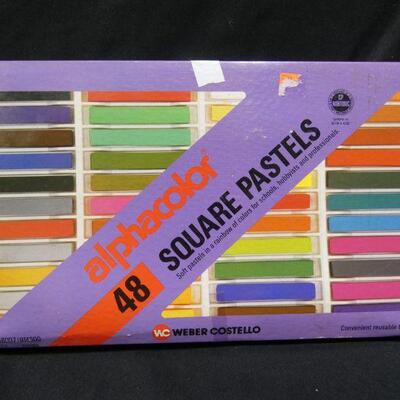 alphacolor®
48 SQUARE PASTELS
Soft pastels in a rainbow of colors for schools, hobbyists and professionals.
WC WEBER COSTELLO
Convenient reusable